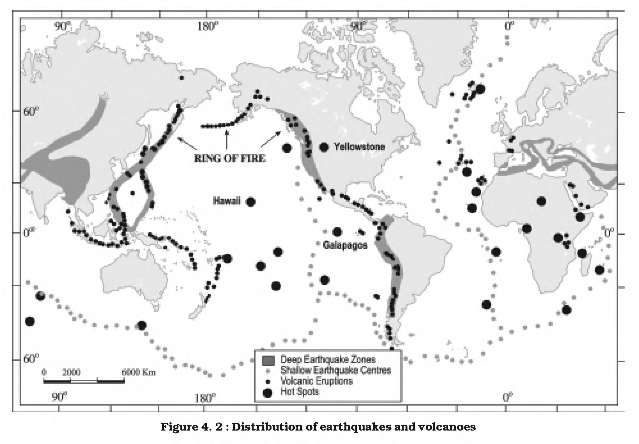 90° 180° 90° 0°
60°
RING OF FIRE
Yellowstone
Hawaii
0° 0°
Galapagos
60°
0 2000 6000 Km
Deep Earthquake Zones
Shallow Earthquake Centres
Volcanic Eruptions
Hot Spots
90° 180° 0°
Figure 4. 2 : Distribution of earthquakes and volcanoes